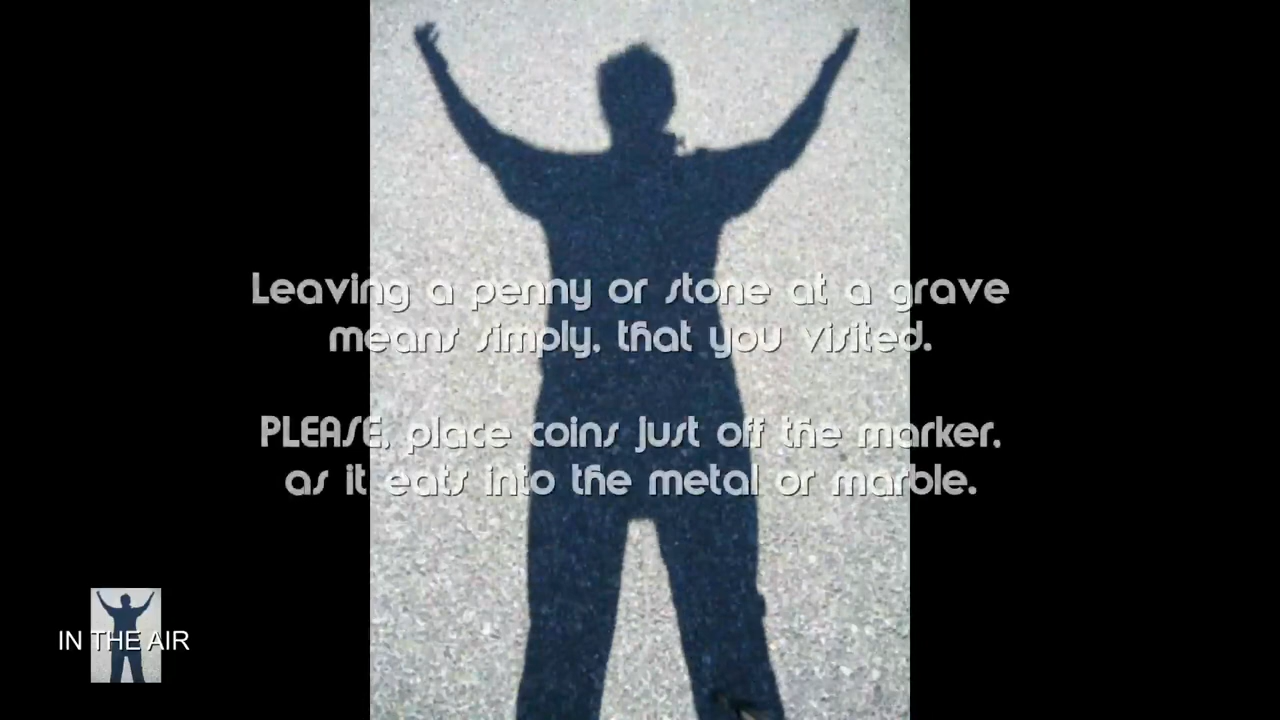 Leaving a penny or stone at a grave
means simply, that you visited.
PLEASE, place coins just off the marker,
as it eats into the metal or marble.
IN THE AIR